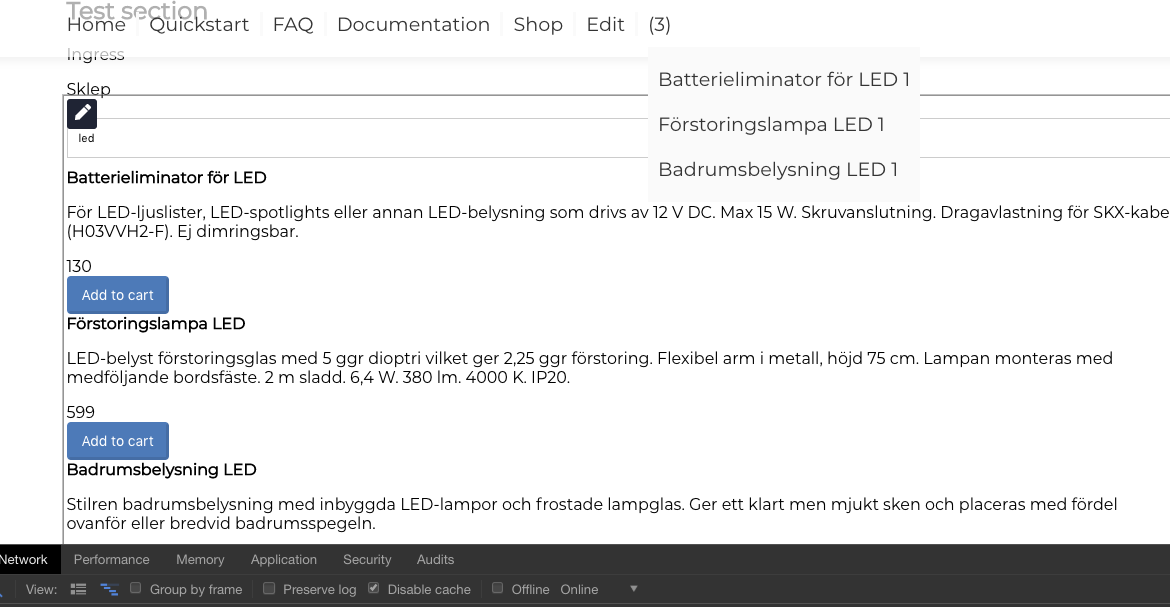 Test section
Home Quickstart FAQ Documentation Shop Edit (3)
Ingress
Batterieliminator för LED 1
Förstoringslampa LED 1
Badrumsbelysning LED 1
Sklep
led
Batterieliminator för LED
För LED-ljuslister, LED-spotlights eller annan LED-belysning som drivs av 12 V DC. Max 15 W. Skruvanslutning. Dragavlastning för SKX-kabe
(H03VVH2-F). Ej dimringsbar.
130
Add to cart
Förstoringslampa LED
LED-belyst förstoringsglas med 5 ggr dioptri vilket ger 2,25 ggr förstoring. Flexibel arm i metall, höjd 75 cm. Lampan monteras med
medföljande bordsfäste. 2 m sladd. 6,4 W. 380 lm. 4000 K. IP20.
599
Add to cart
Badrumsbelysning LED
Stilren badrumsbelysning med inbyggda LED-lampor och frostade lampglas. Ger ett klart men mjukt sken och placeras med fördel
ovanför eller bredvid badrumsspegeln.
Network Performance Memory Application Security Audits
View: Group by frame Preserve log Disable cache Offline Online